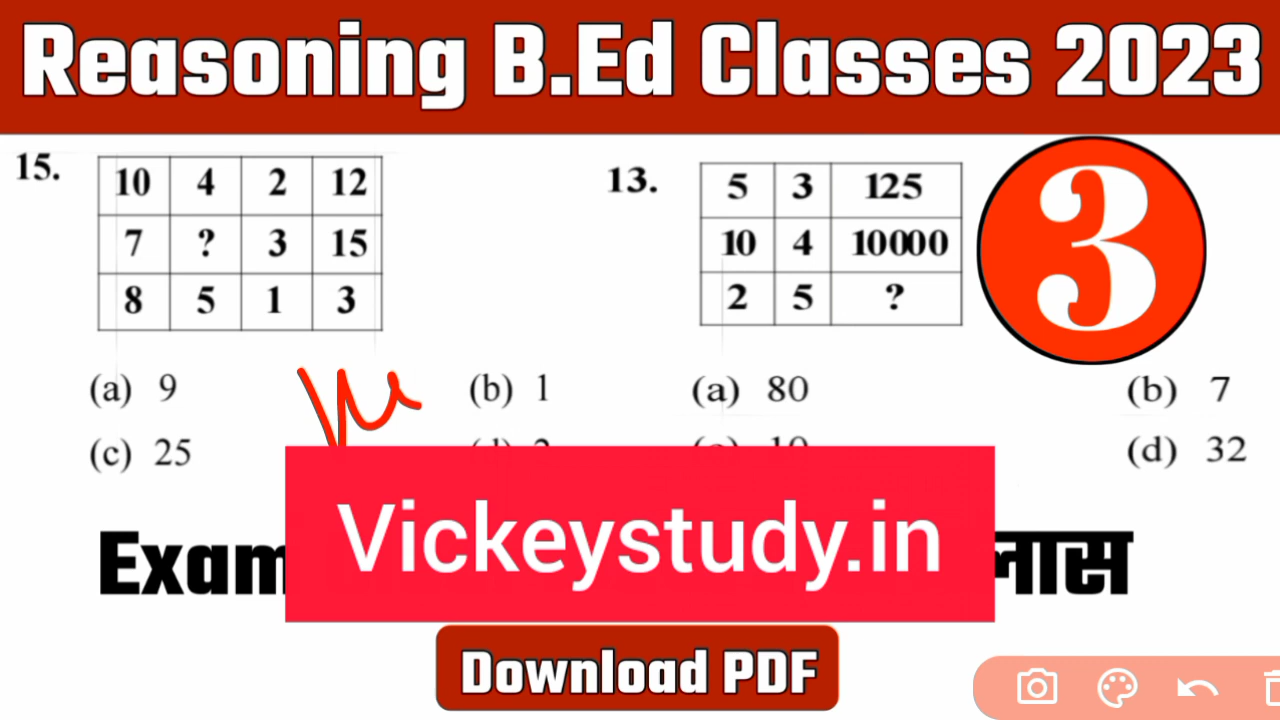 Reasoning B.Ed Classes 2023
15.
10 4 2 12
7 ? 3 15
8 5 1 3
(a) 9 (b) 1
(c) 25
13.
5 3 125
10 4 10000
2 5 ?
(a) 80 (b) 7
(d) 32
3
Exam
Vickeystudy.in
Download PDF